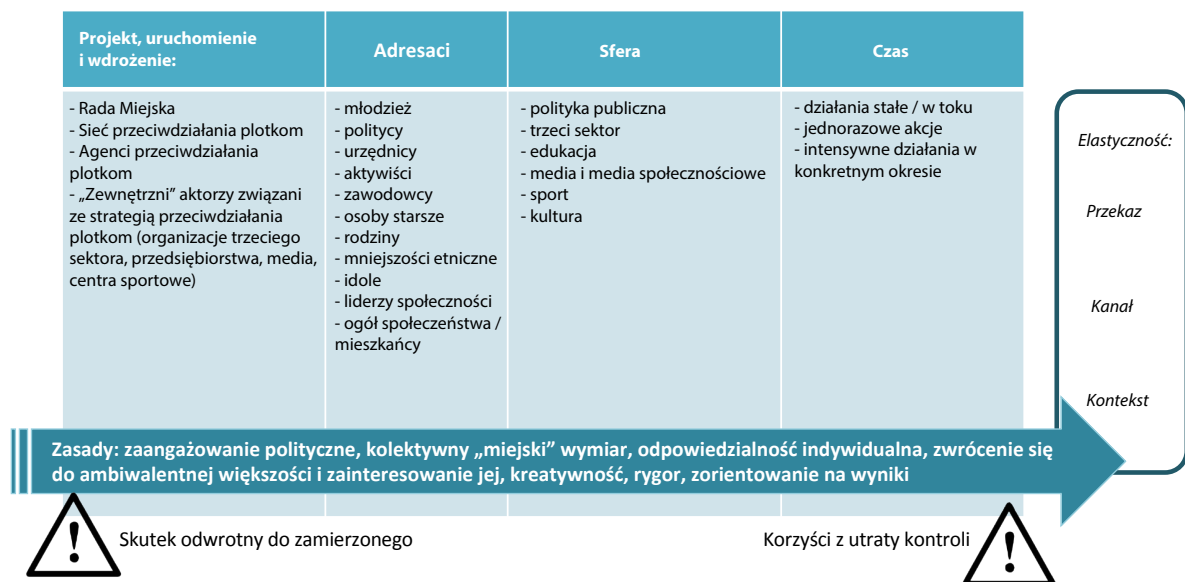 Projekt, uruchomienie
i wdrożenie:
Adresaci
Sfera
Czas
- Rada Miejska
- Sieć przeciwdziałania plotkom
- Agenci przeciwdziałania
plotkom
- „Zewnętrzni” aktorzy związani
ze strategią przeciwdziałania
plotkom (organizacje trzeciego
sektora, przedsiębiorstwa, media,
centra sportowe)
- młodzież
- politycy
- urzędnicy
- aktywiści
- zawodowcy
- osoby starsze
- rodziny
- mniejszości etniczne
- idole
- liderzy społeczności
- ogół społeczeństwa /
mieszkańcy
- polityka publiczna
- trzeci sektor
- edukacja
- media i media społecznościowe
- sport
- kultura
- działania stałe / w toku
- jednorazowe akcje
- intensywne działania w
konkretnym okresie
Elastyczność:
Przekaz
Kanał
Kontekst
Zasady: zaangażowanie polityczne, kolektywny „miejski” wymiar, odpowiedzialność indywidualna, zwrócenie się
do ambiwalentnej większości i zainteresowanie jej, kreatywność, rygor, zorientowanie na wyniki
! Skutek odwrotny do zamierzonego
Korzyści z utraty kontroli !